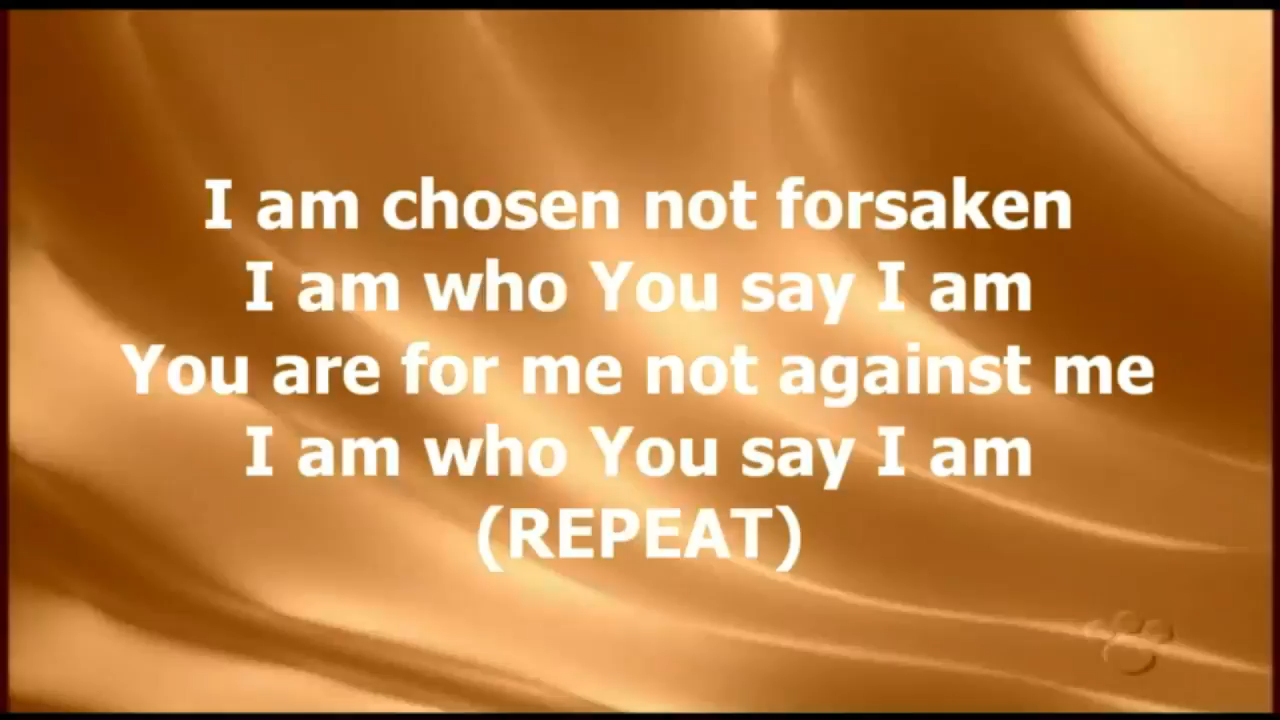 I am chosen not forsaken
I am who You say I am
You are for me not against me
I am who You say I am
(REPEAT)